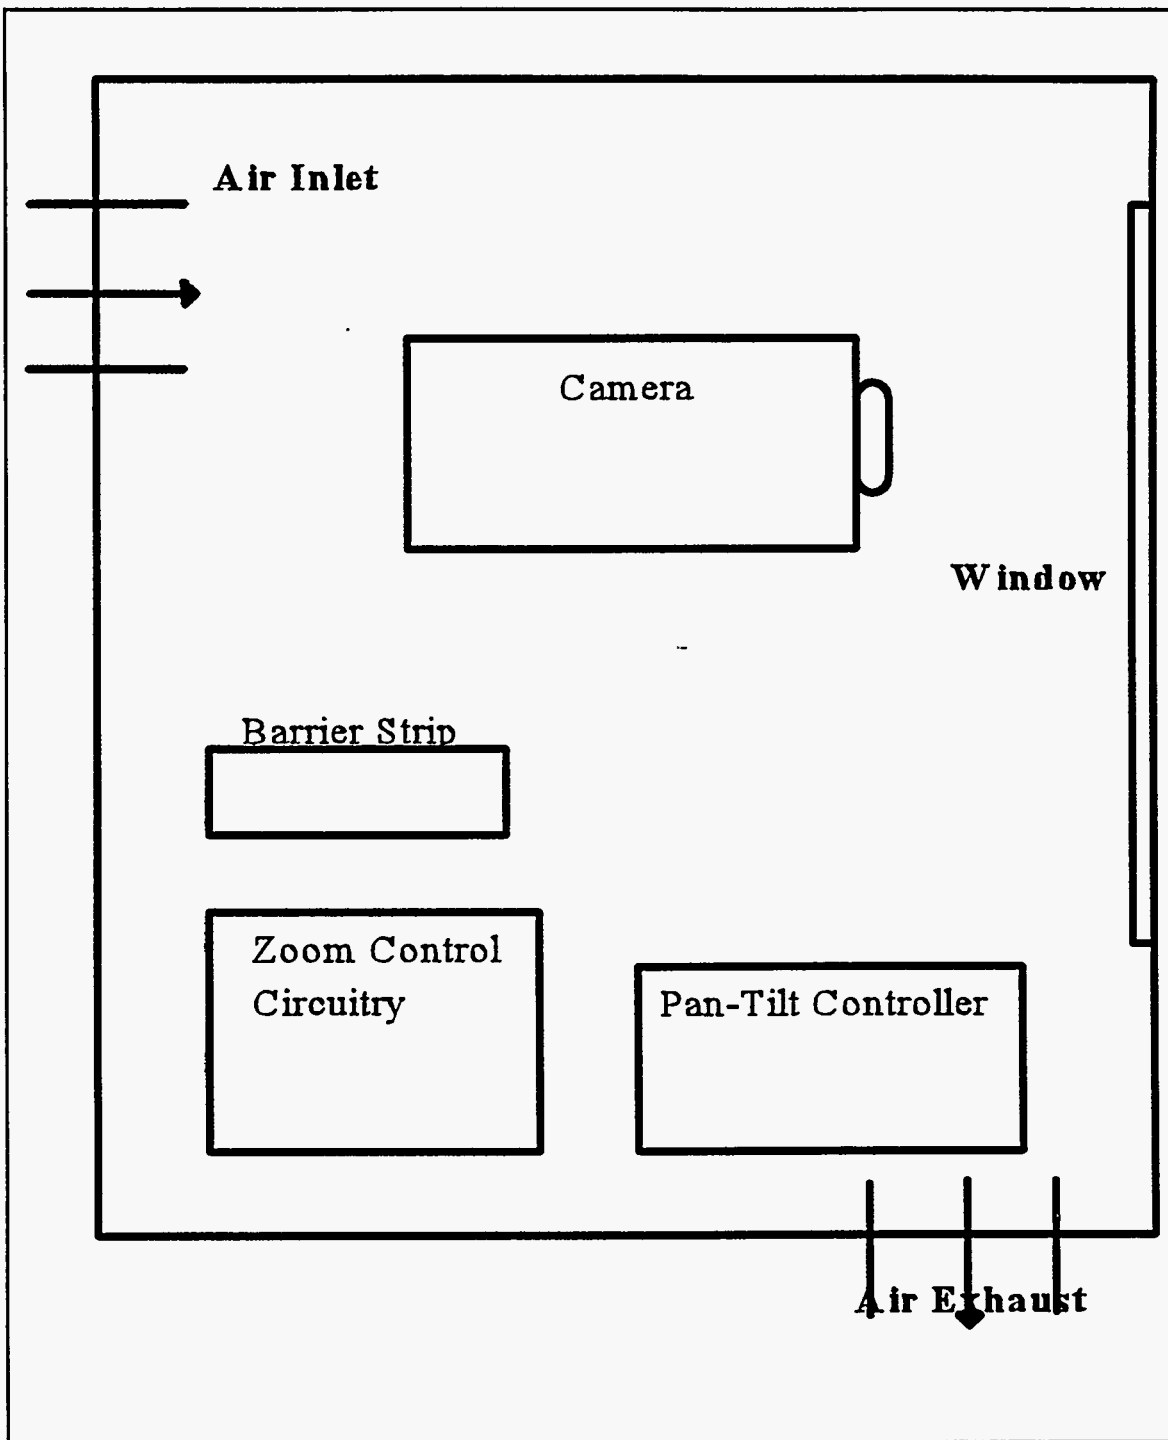 Air Inlet
Camera
Window
Barrier Strip
Zoom Control
Circuitry
Pan-Tilt Controller
Air Exhaust